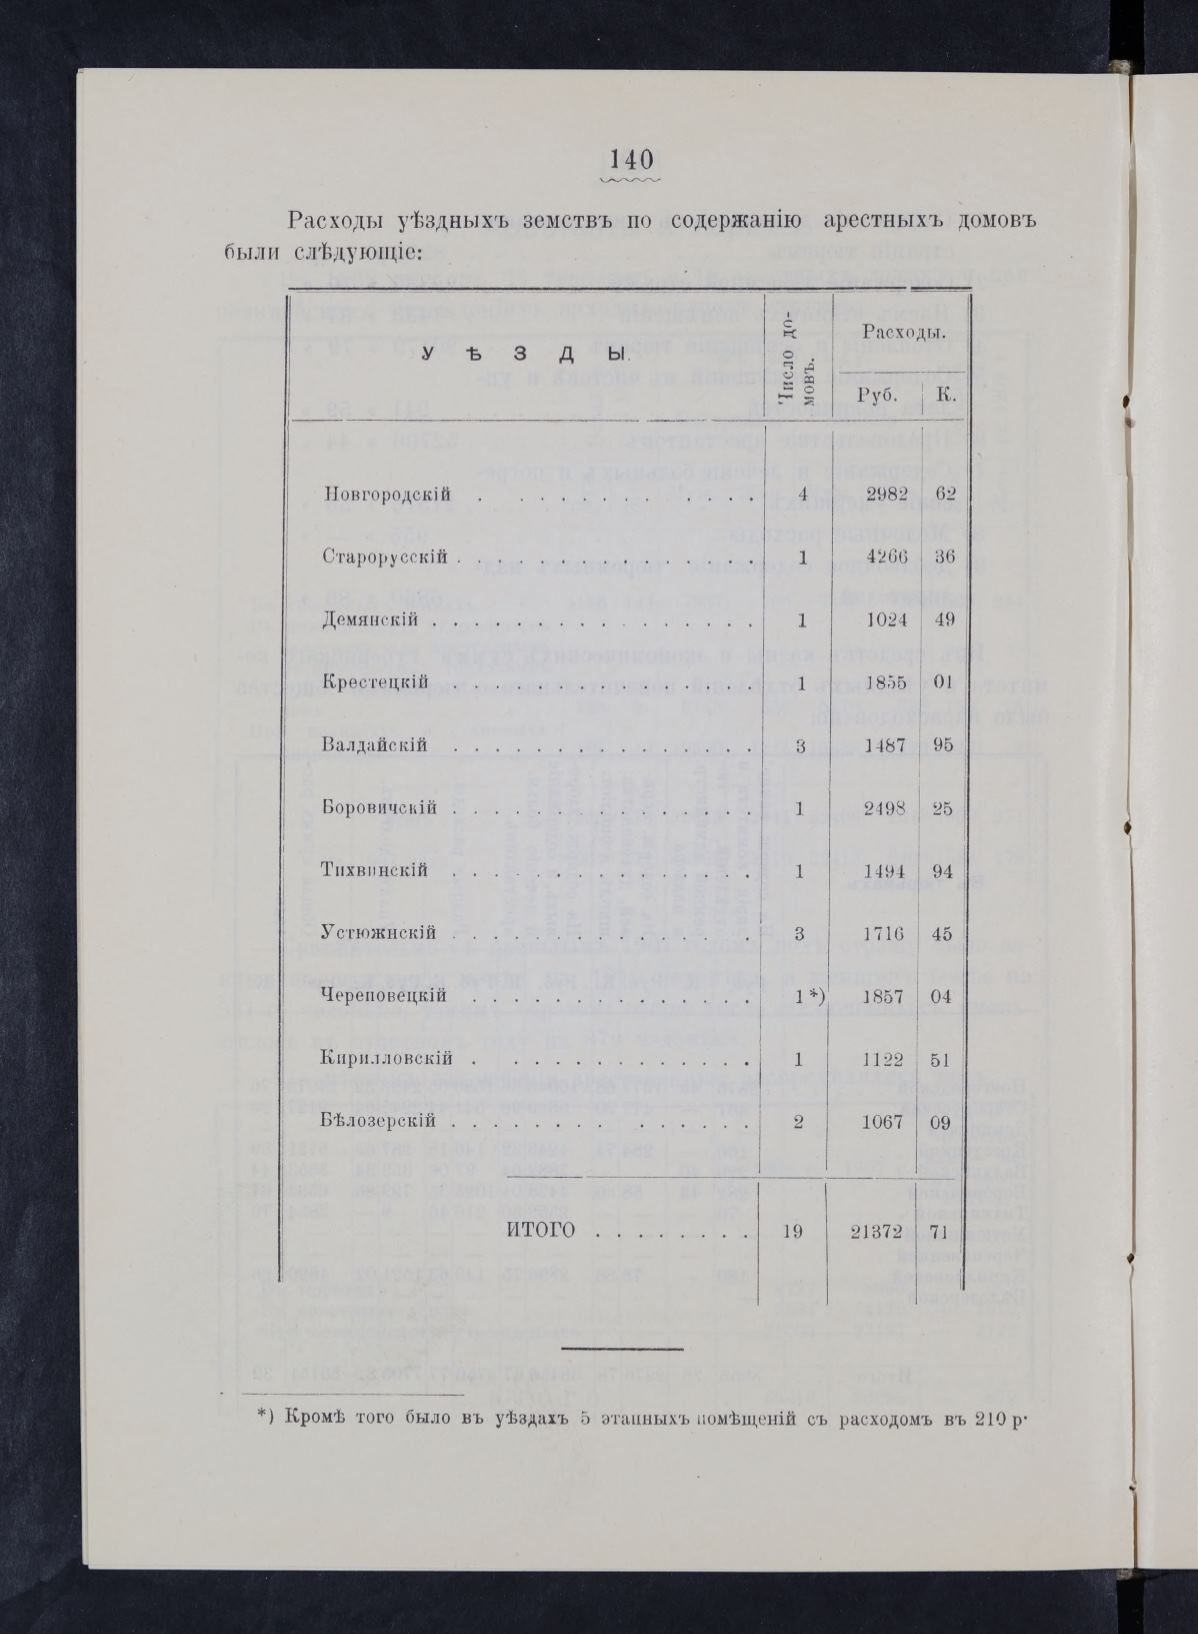 140
Расходы уѣздныхъ земствъ по содержанію арестныхъ домовъ
были слѣдующіе:
УѢЗДЫ. Число до-мовъ. Расходы.
Руб. К.
Новгородскій . . . . . . . . . . . . . 4 2982 62
Старорусскій . . . . . . . . . . . . . . . 1 4266 36
Демянскій . . . . . . . . . . . . . . . . 1 1024 49
Крестецкій . . . . . . . . . . . . . . . 1 1855 01
Валдайскій . . . . . . . . . . . . . . . 3 1487 95
Боровичскій . . . . . . . . . . . . . . . 1 2498 25
Тихвинскій . . . . . . . . . . . . . . . 1 1494 94
Устюжнскій . . . . . . . . . . . . . . . 3 1716 45
Череповецкій . . . . . . . . . . . . . . 1*) 1857 04
Кирилловскій . . . . . . . . . . . . . 1 1122 51
Бѣлозерскій . . . . . . . . . . . . . . . 2 1067 09
ИТОГО . . . . . . . . 19 21372 71
*) Кромѣ того было въ уѣздахъ 5 этапныхъ помѣщеній съ расходомъ въ 210 р.